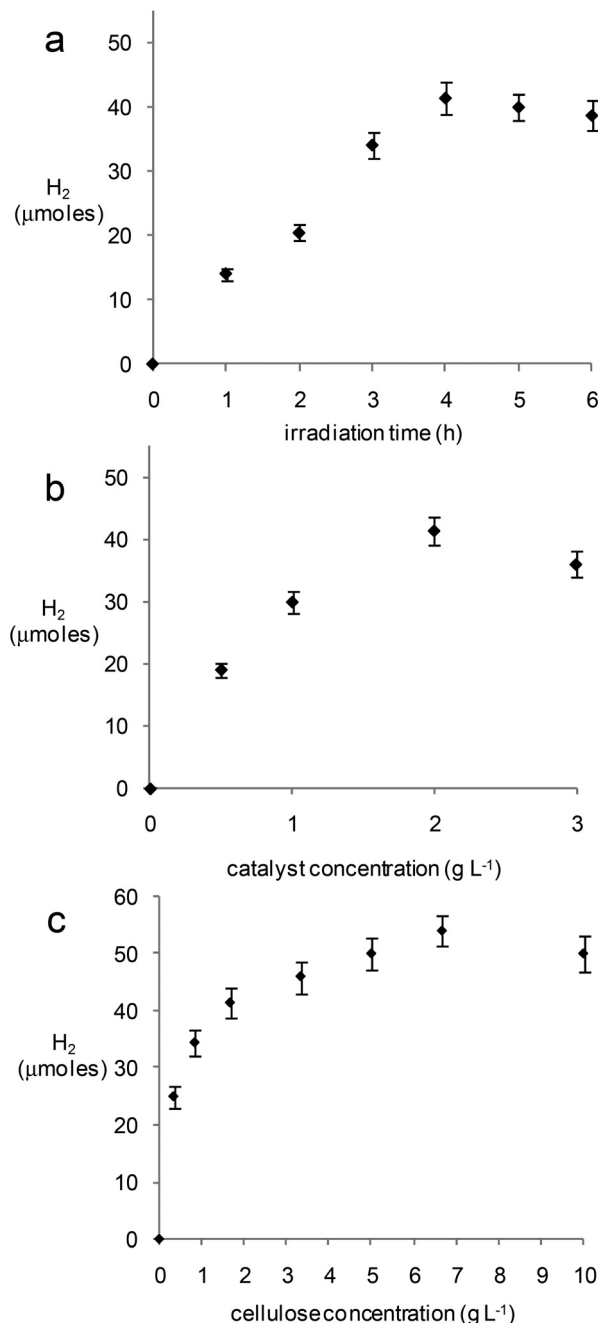 a
50
40
30
20
10
0
H₂
(μmoles)
0 1 2 3 4 5 6
irradiation time (h)
b
50
40
30
20
10
0
H₂
(μmoles)
0 1 2 3
catalyst concentration (g L⁻¹)
c
60
50
40
30
20
10
0
H₂
(μmoles)
0 1 2 3 4 5 6 7 8 9 10
cellulose concentration (g L⁻¹)